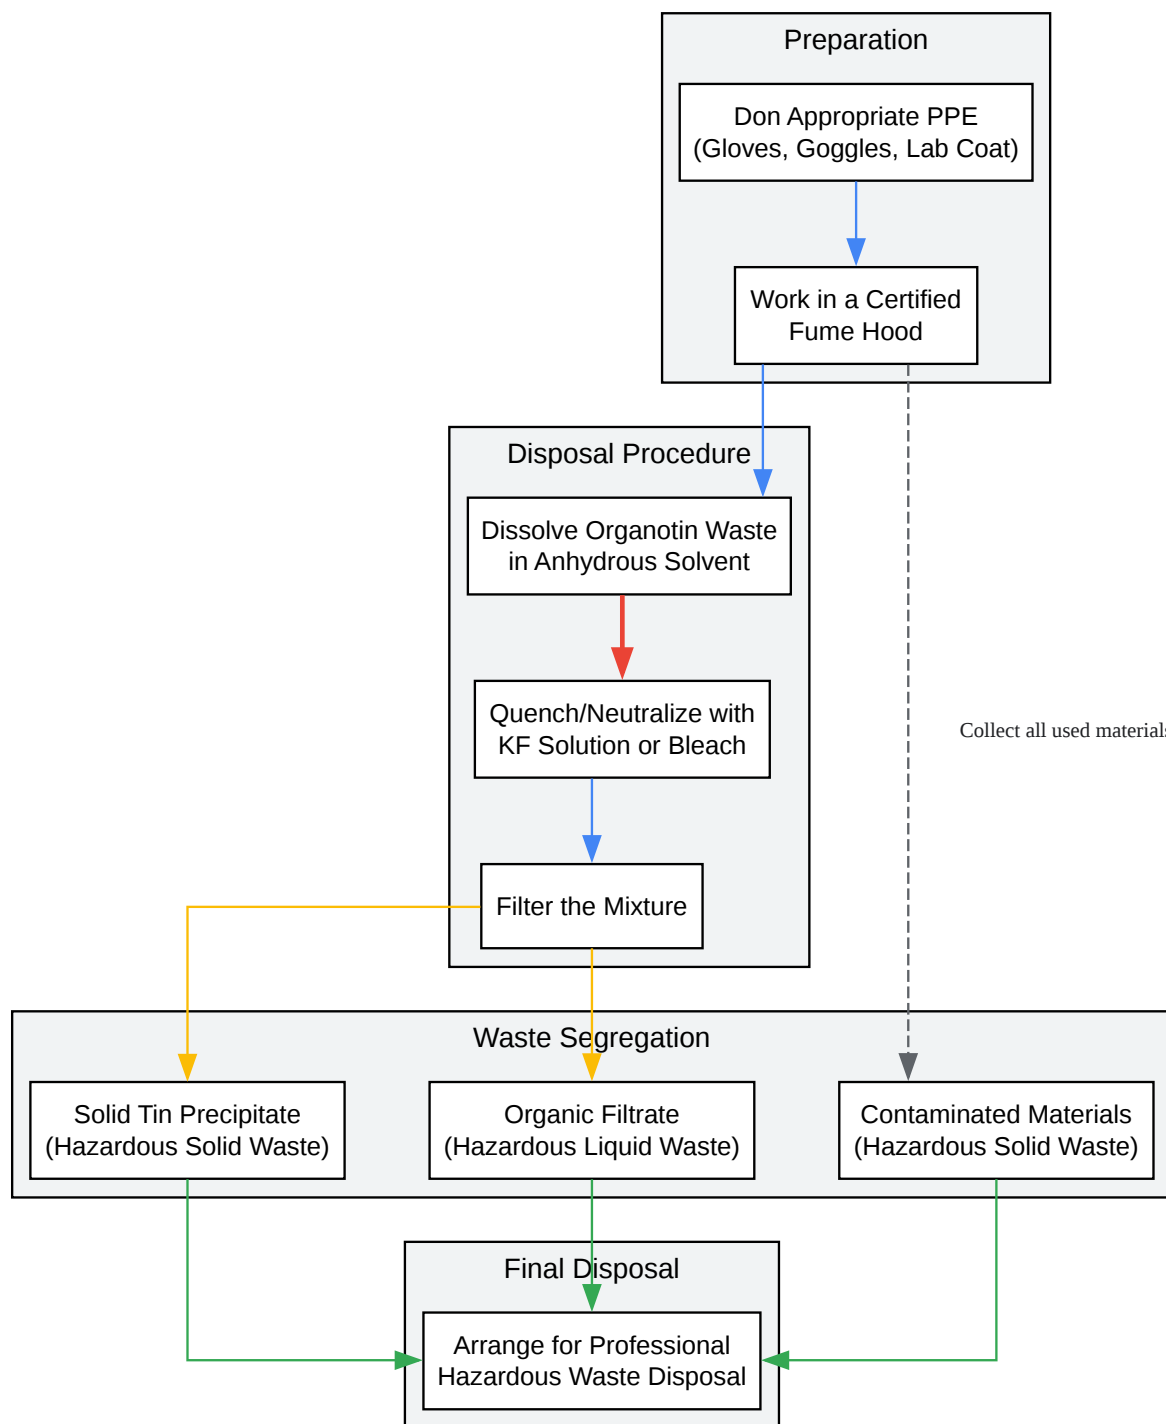 Preparation
Don Appropriate PPE
(Gloves, Goggles, Lab Coat)
Work in a Certified
Fume Hood
Disposal Procedure
Dissolve Organotin Waste
in Anhydrous Solvent
Quench/Neutralize with
KF Solution or Bleach
Collect all used materials
Filter the Mixture
Waste Segregation
Solid Tin Precipitate
(Hazardous Solid Waste)
Organic Filtrate
(Hazardous Liquid Waste)
Contaminated Materials
(Hazardous Solid Waste)
Final Disposal
Arrange for Professional
Hazardous Waste Disposal